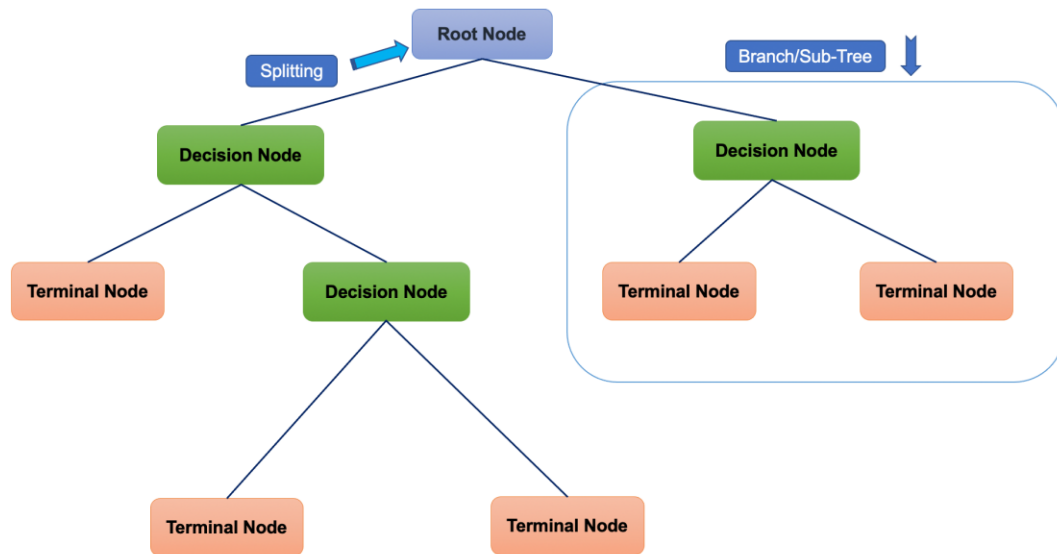 Root Node
Splitting
Branch/Sub-Tree
Decision Node
Decision Node
Terminal Node
Decision Node
Terminal Node
Terminal Node
Terminal Node
Terminal Node